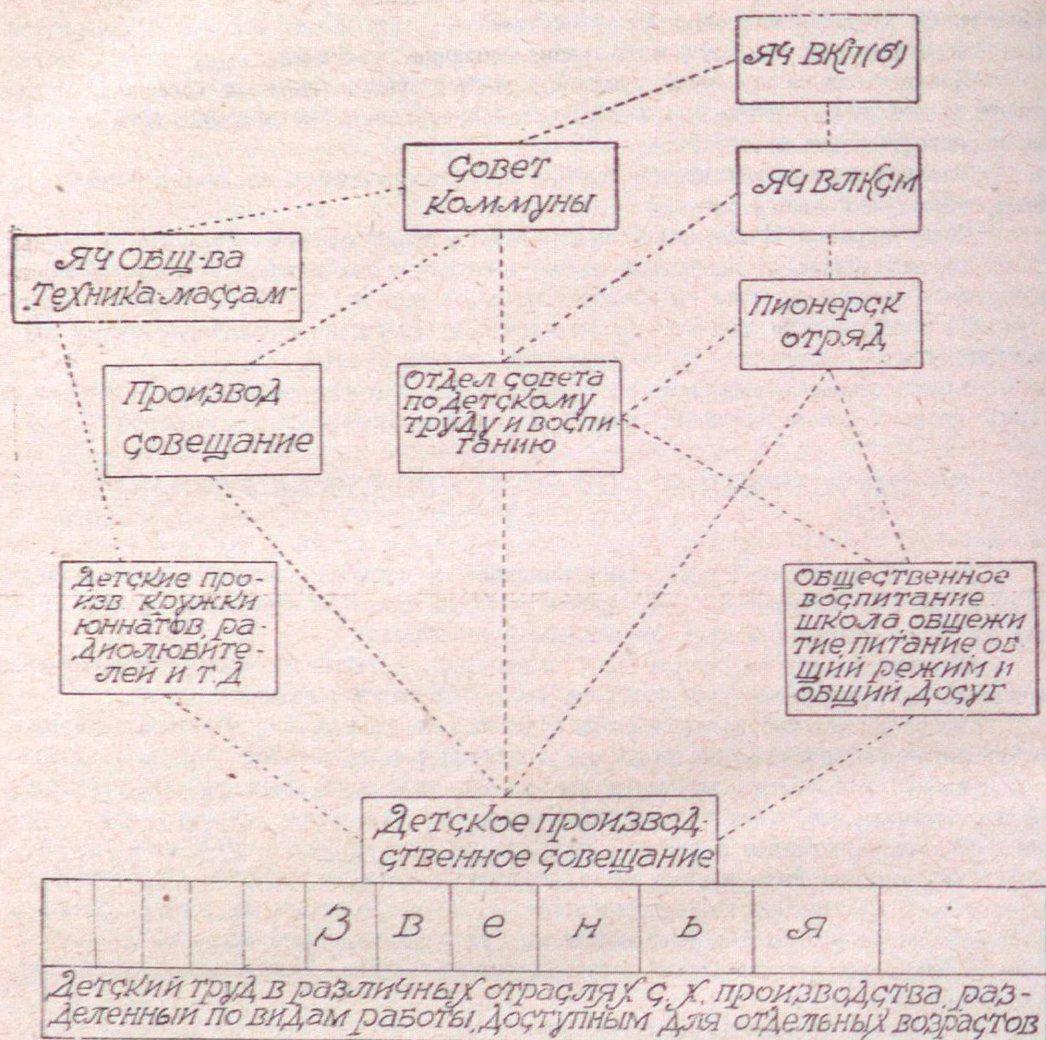 ЯЧ ВКП(б)
Совет
Коммуны
ЯЧ ВЛКСМ
ЯЧ ОБЩ-ва
Техника-массам-
Пионерск
отряд
Производ
совещание
Отдел совета
по детскому
труду и воспи-
танию
Детские про-
изв. кружки
юннатов, ра-
диолюбите-
лей и т.д
Общественное
воспитание
школа, общежи
тие, питание, об
щий режим и
общий досуг
Детское производ-
ственное совещание
Звенья
Детский труд в различных отраслях с. х. производства, раз-
деленный по видам работы, доступным для отдельных возрастов